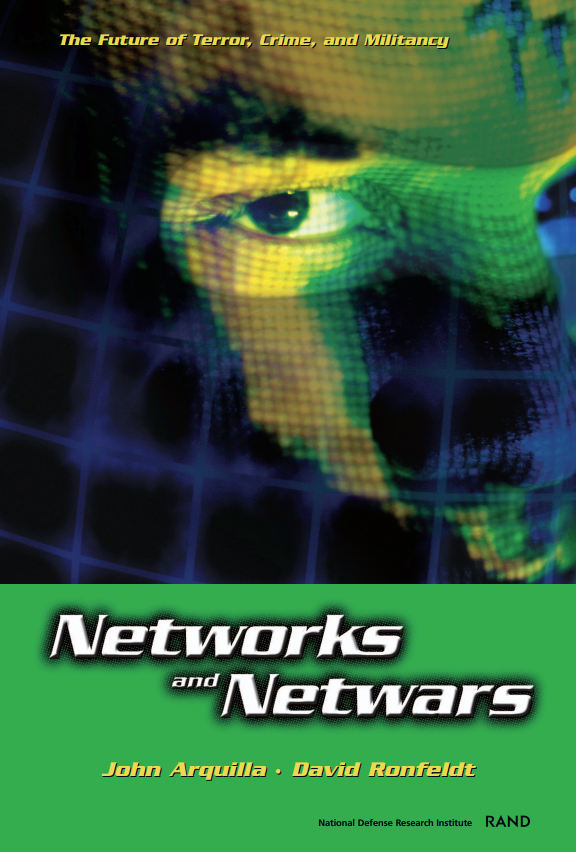 The Future of Terror, Crime, and Militancy
Networks
and Netwars
John Arquilla • David Ronfeldt
National Defense Research Institute RAND